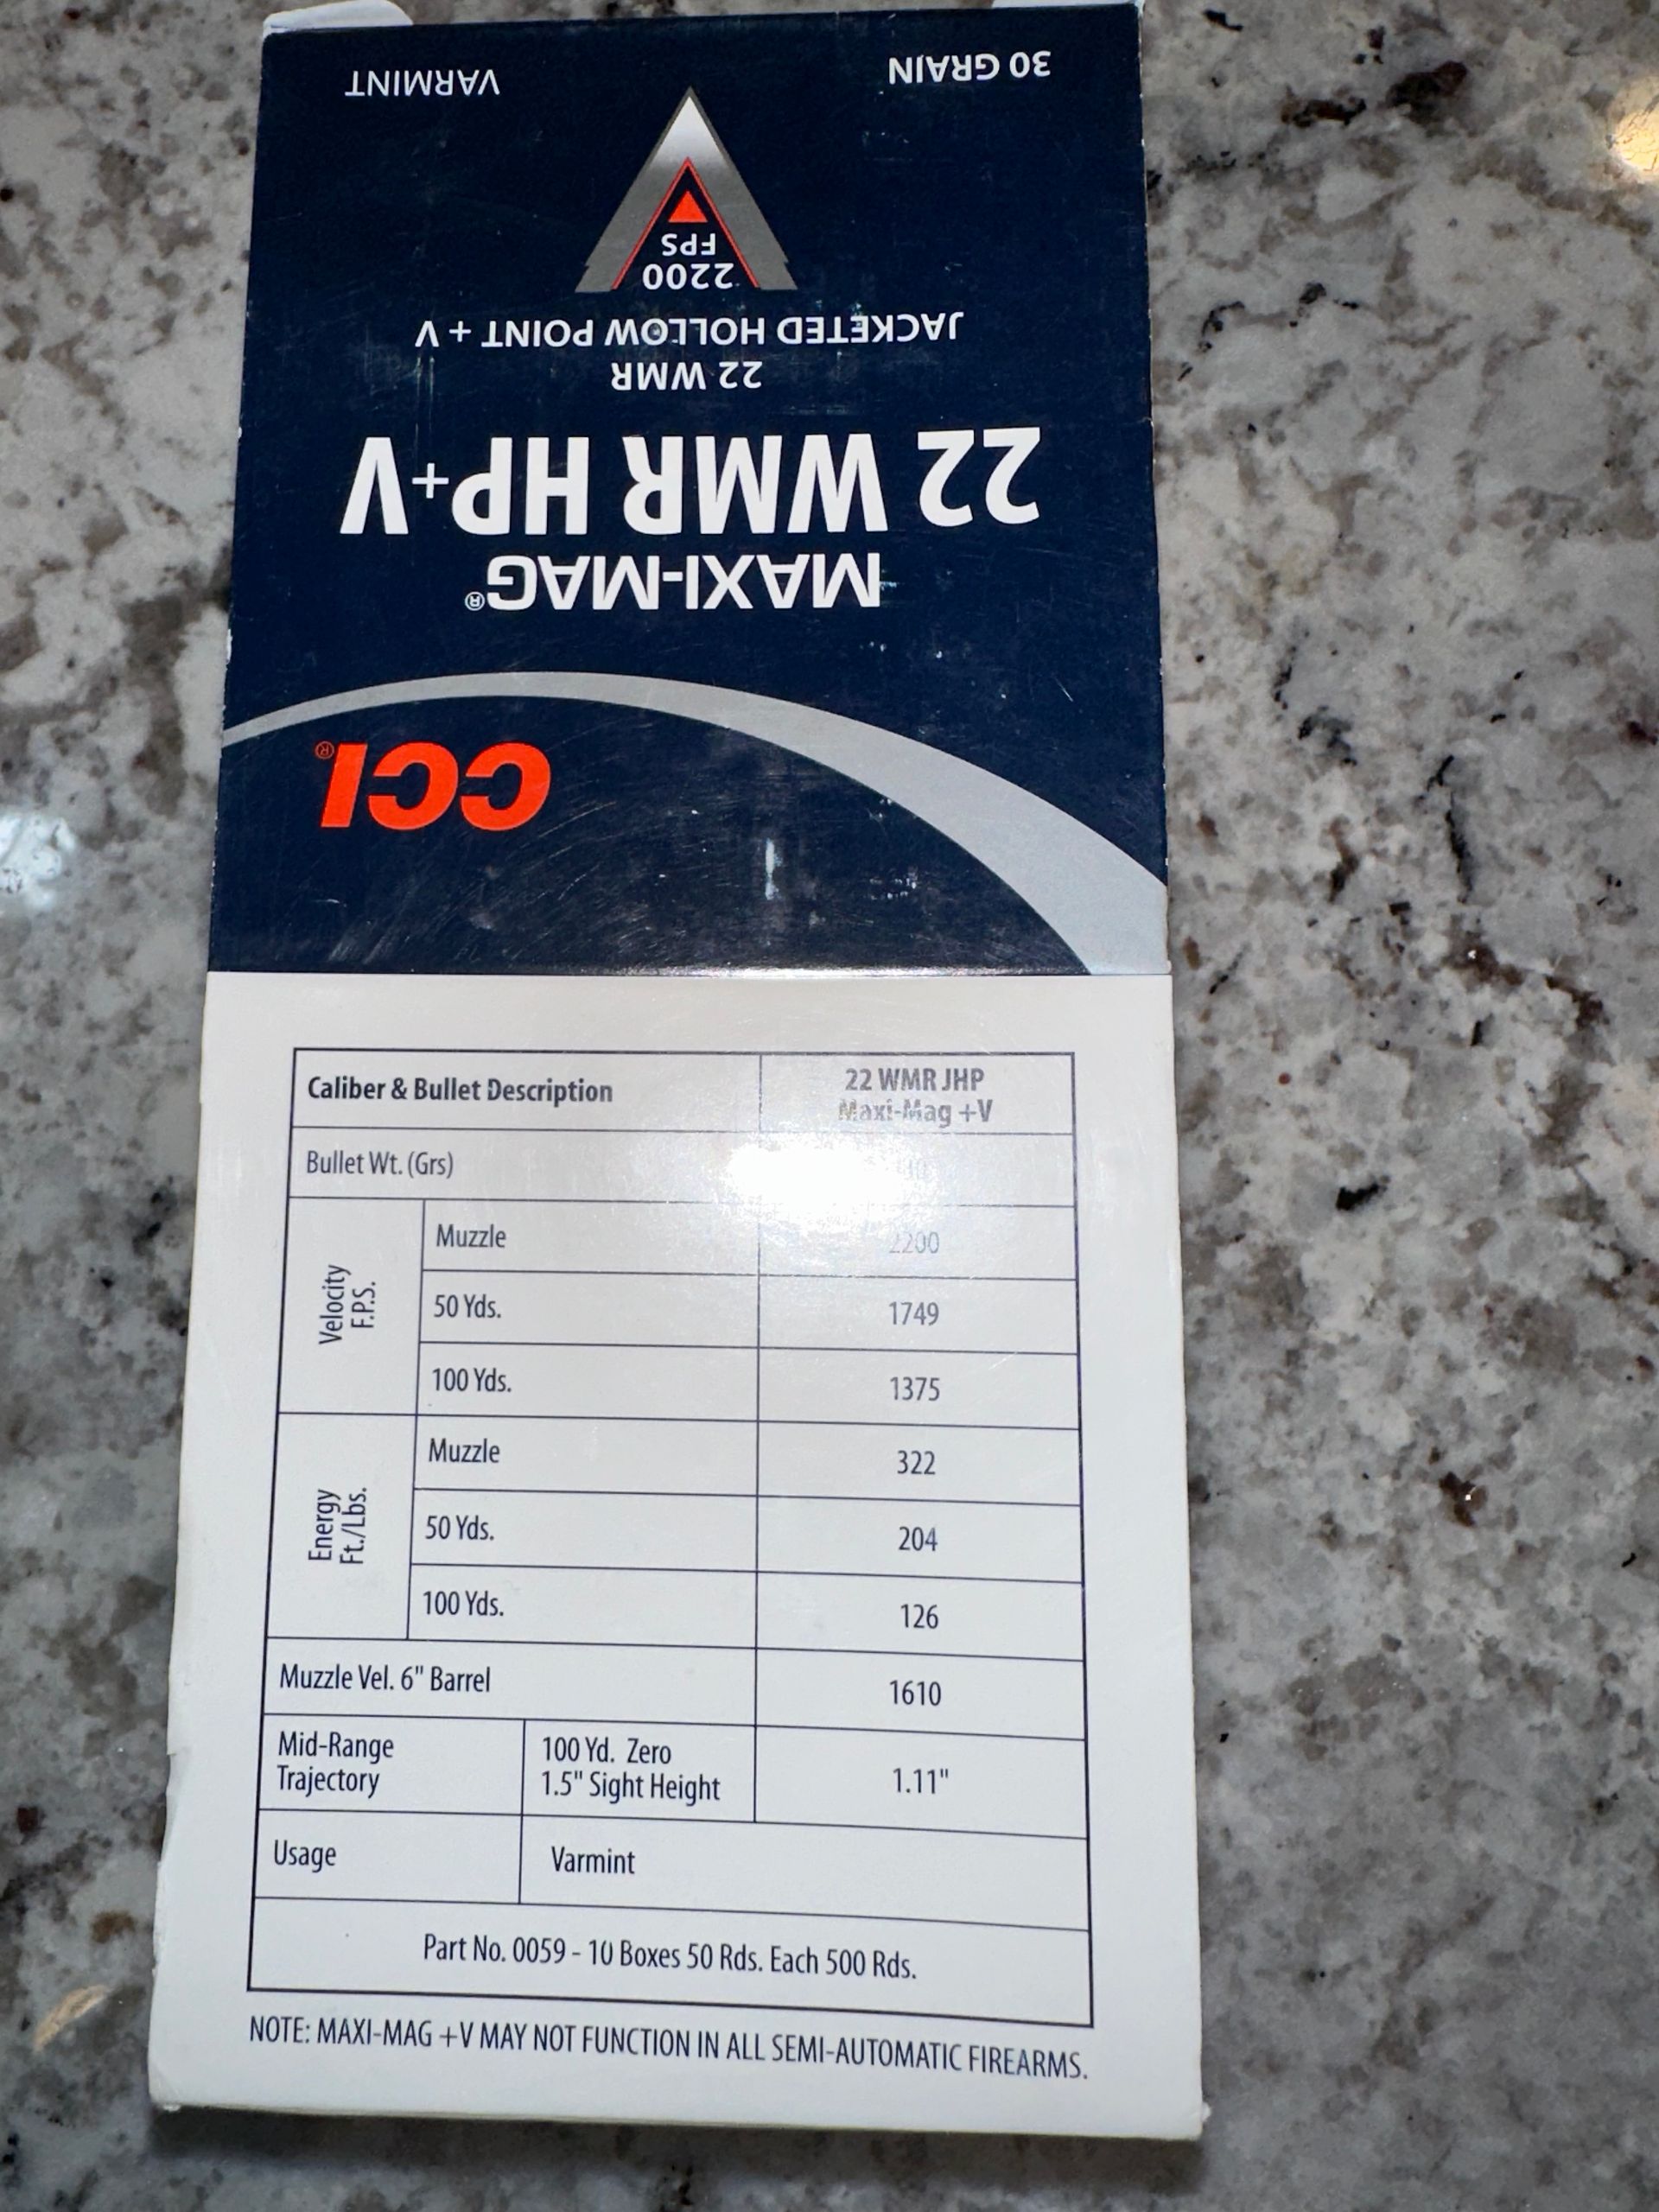 30 GRAIN VARMINT
2200
FPS
JACKETED HOLLOW POINT + V
22 WMR
22 WMR HP+V
MAXI-MAG®
CCI®
Caliber & Bullet Description 22 WMR JHP
Maxi-Mag +V
Bullet Wt. (Grs)
Velocity
F.P.S.
Muzzle 2200
50 Yds. 1749
100 Yds. 1375
Energy
Ft./Lbs.
Muzzle 322
50 Yds. 204
100 Yds. 126
Muzzle Vel. 6" Barrel 1610
Mid-Range
Trajectory
100 Yd. Zero
1.5" Sight Height
1.11"
Usage Varmint
Part No. 0059 - 10 Boxes 50 Rds. Each 500 Rds.
NOTE: MAXI-MAG +V MAY NOT FUNCTION IN ALL SEMI-AUTOMATIC FIREARMS.